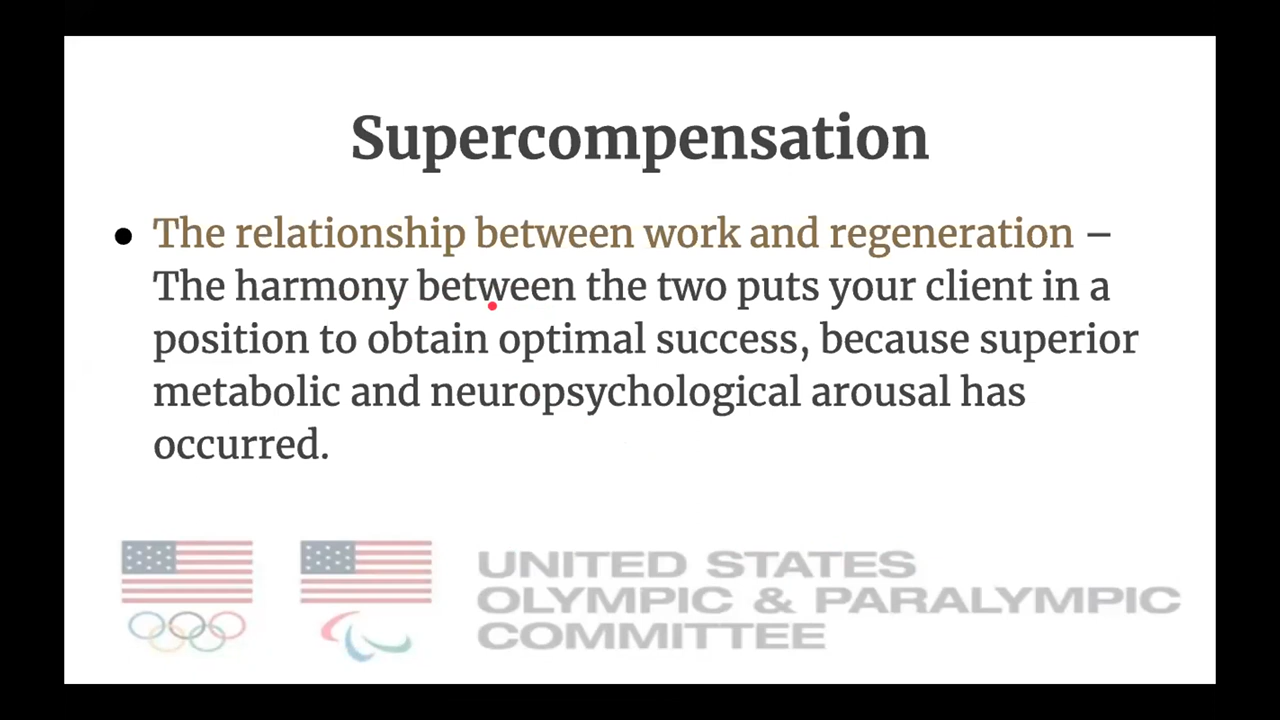 Supercompensation
• The relationship between work and regeneration –
The harmony between the two puts your client in a
position to obtain optimal success, because superior
metabolic and neuropsychological arousal has
occurred.
UNITED STATES
OLYMPIC & PARALYMPIC
COMMITTEE